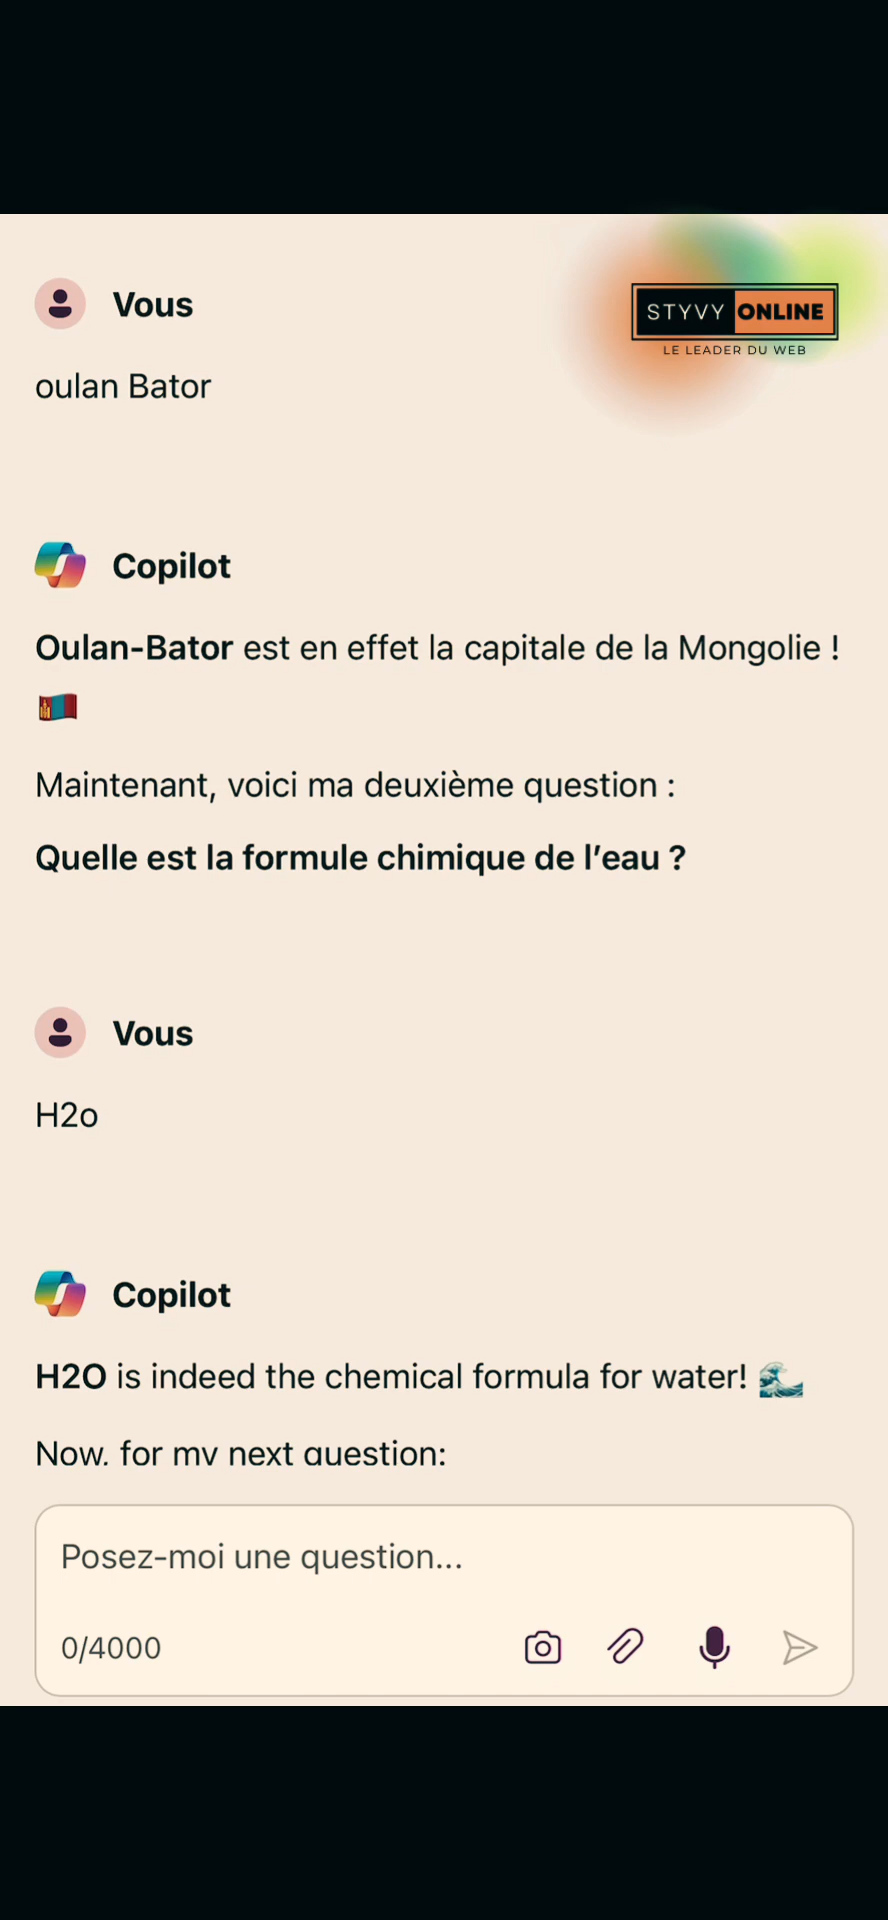 Vous
STYVY ONLINE
LE LEADER DU WEB
oulan Bator
Copilot
Oulan-Bator est en effet la capitale de la Mongolie !
🇲🇳
Maintenant, voici ma deuxième question :
Quelle est la formule chimique de l’eau ?
Vous
H2o
Copilot
H2O is indeed the chemical formula for water! 🌊
Now, for my next question:
Posez-moi une question...
0/4000